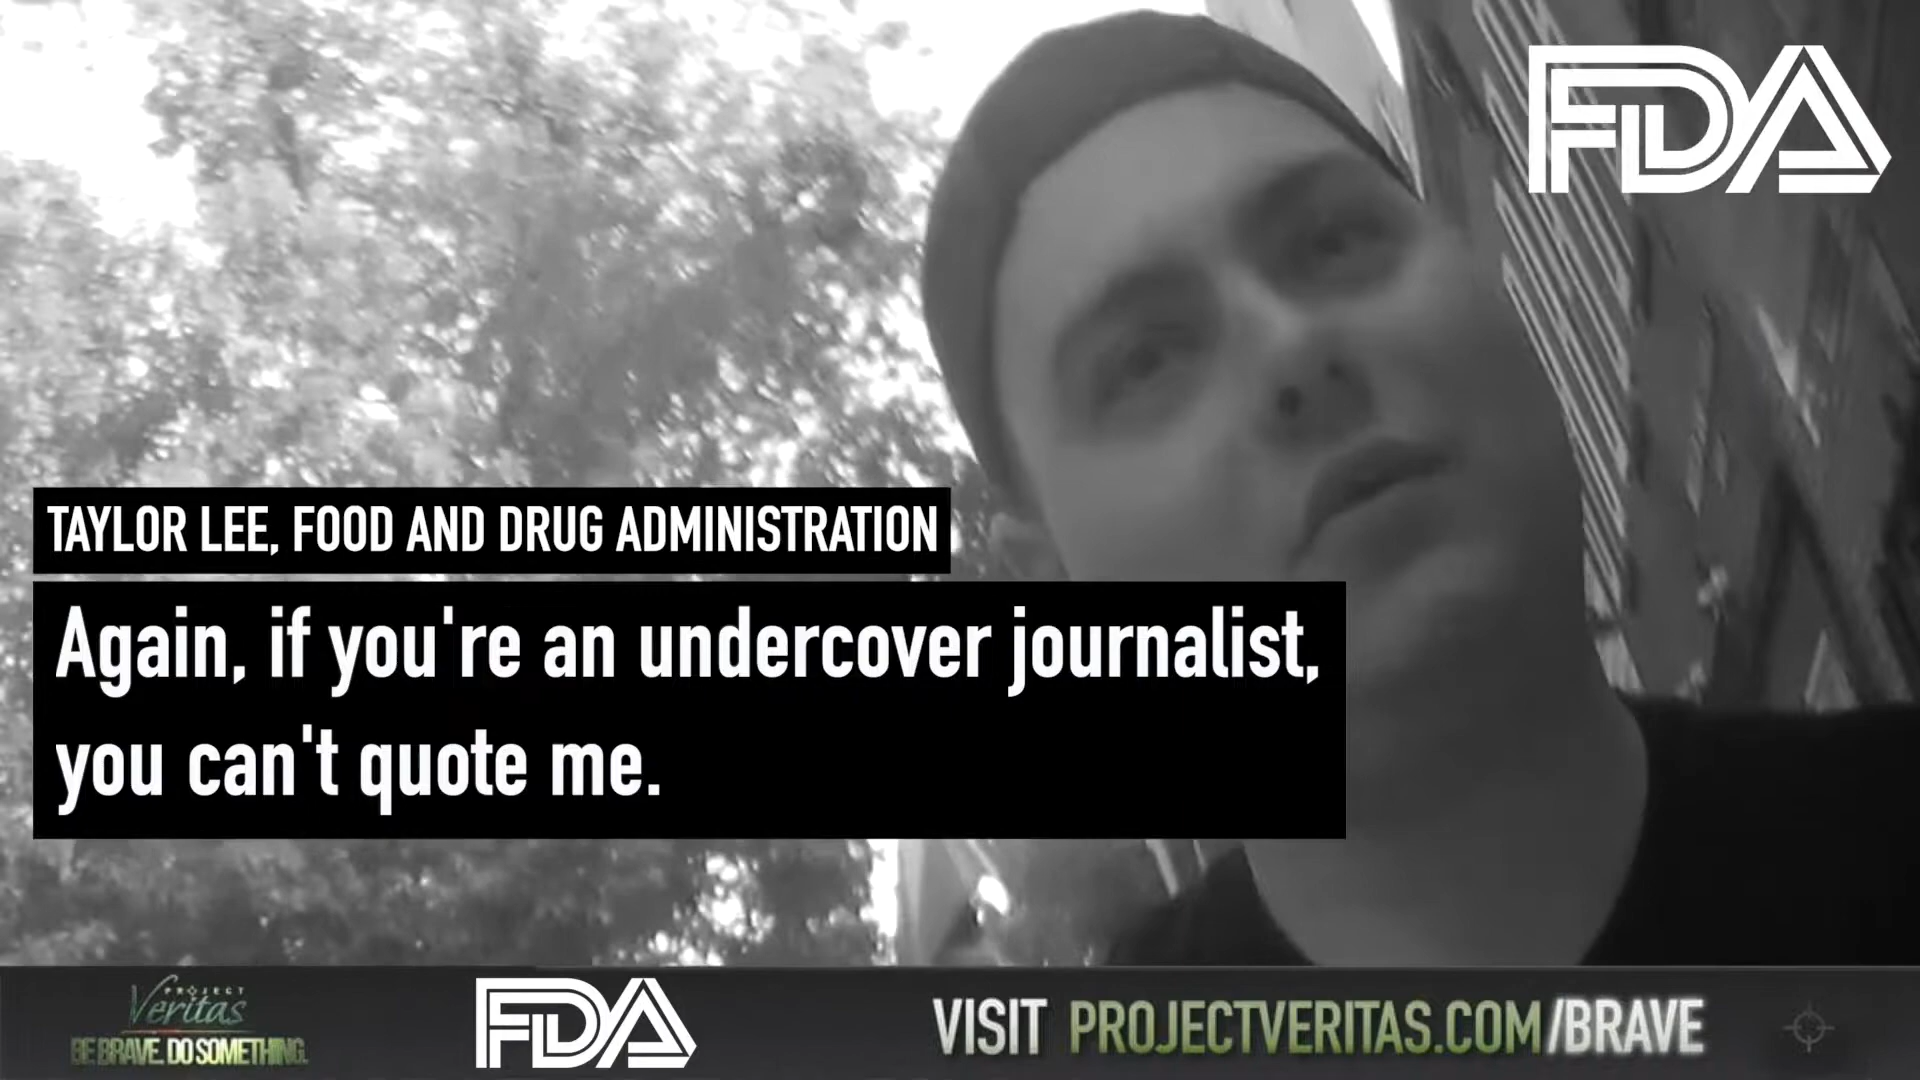 FDA
TAYLOR LEE, FOOD AND DRUG ADMINISTRATION
Again, if you're an undercover journalist,
you can't quote me.
PROJECT
Veritas
BE BRAVE. DO SOMETHING.
FDA
VISIT PROJECTVERITAS.COM/BRAVE